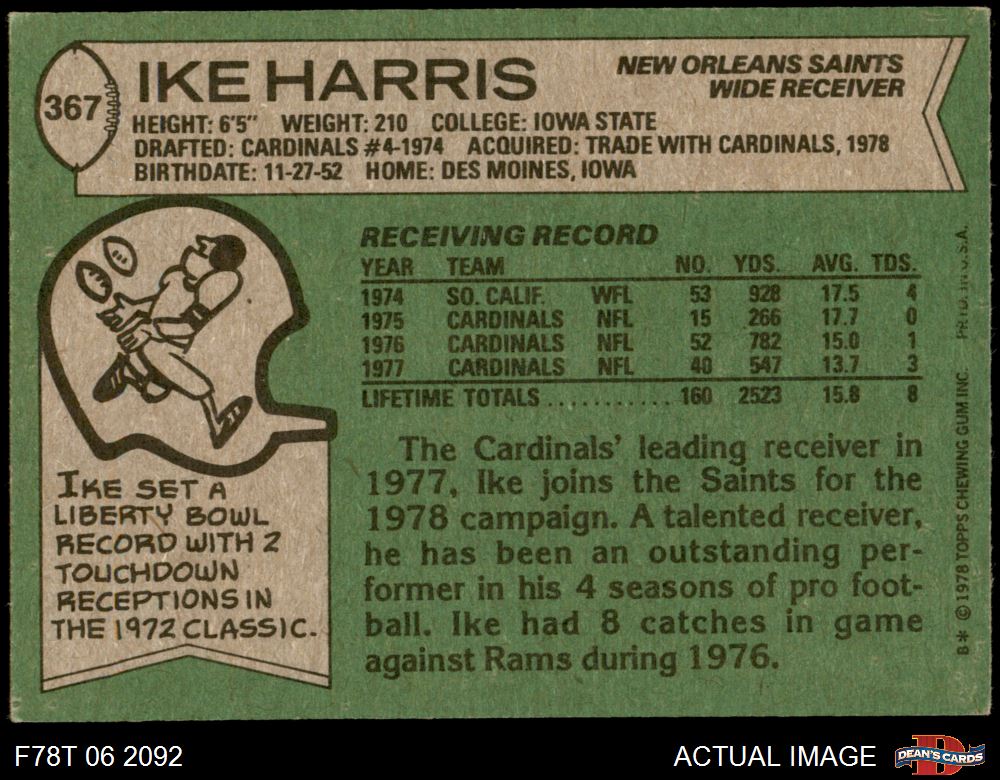 367
IKE HARRIS
NEW ORLEANS SAINTS
WIDE RECEIVER
HEIGHT: 6'5" WEIGHT: 210 COLLEGE: IOWA STATE
DRAFTED: CARDINALS #4-1974 ACQUIRED: TRADE WITH CARDINALS, 1978
BIRTHDATE: 11-27-52 HOME: DES MOINES, IOWA
RECEIVING RECORD
YEAR TEAM NO. YDS. AVG. TDS.
1974 SO. CALIF. WFL 53 928 17.5 4
1975 CARDINALS NFL 15 266 17.7 0
1976 CARDINALS NFL 52 782 15.0 1
1977 CARDINALS NFL 40 547 13.7 3
LIFETIME TOTALS ............ 160 2523 15.8 8
The Cardinals' leading receiver in
1977, Ike joins the Saints for the
1978 campaign. A talented receiver,
he has been an outstanding per-
former in his 4 seasons of pro foot-
ball. Ike had 8 catches in game
against Rams during 1976.
IKE SET A
LIBERTY BOWL
RECORD WITH 2
TOUCHDOWN
RECEPTIONS IN
THE 1972 CLASSIC.
B* © 1978 TOPPS CHEWING GUM INC. PRTD. IN U.S.A.
F78T 06 2092
ACTUAL IMAGE
D
DEAN'S CARDS